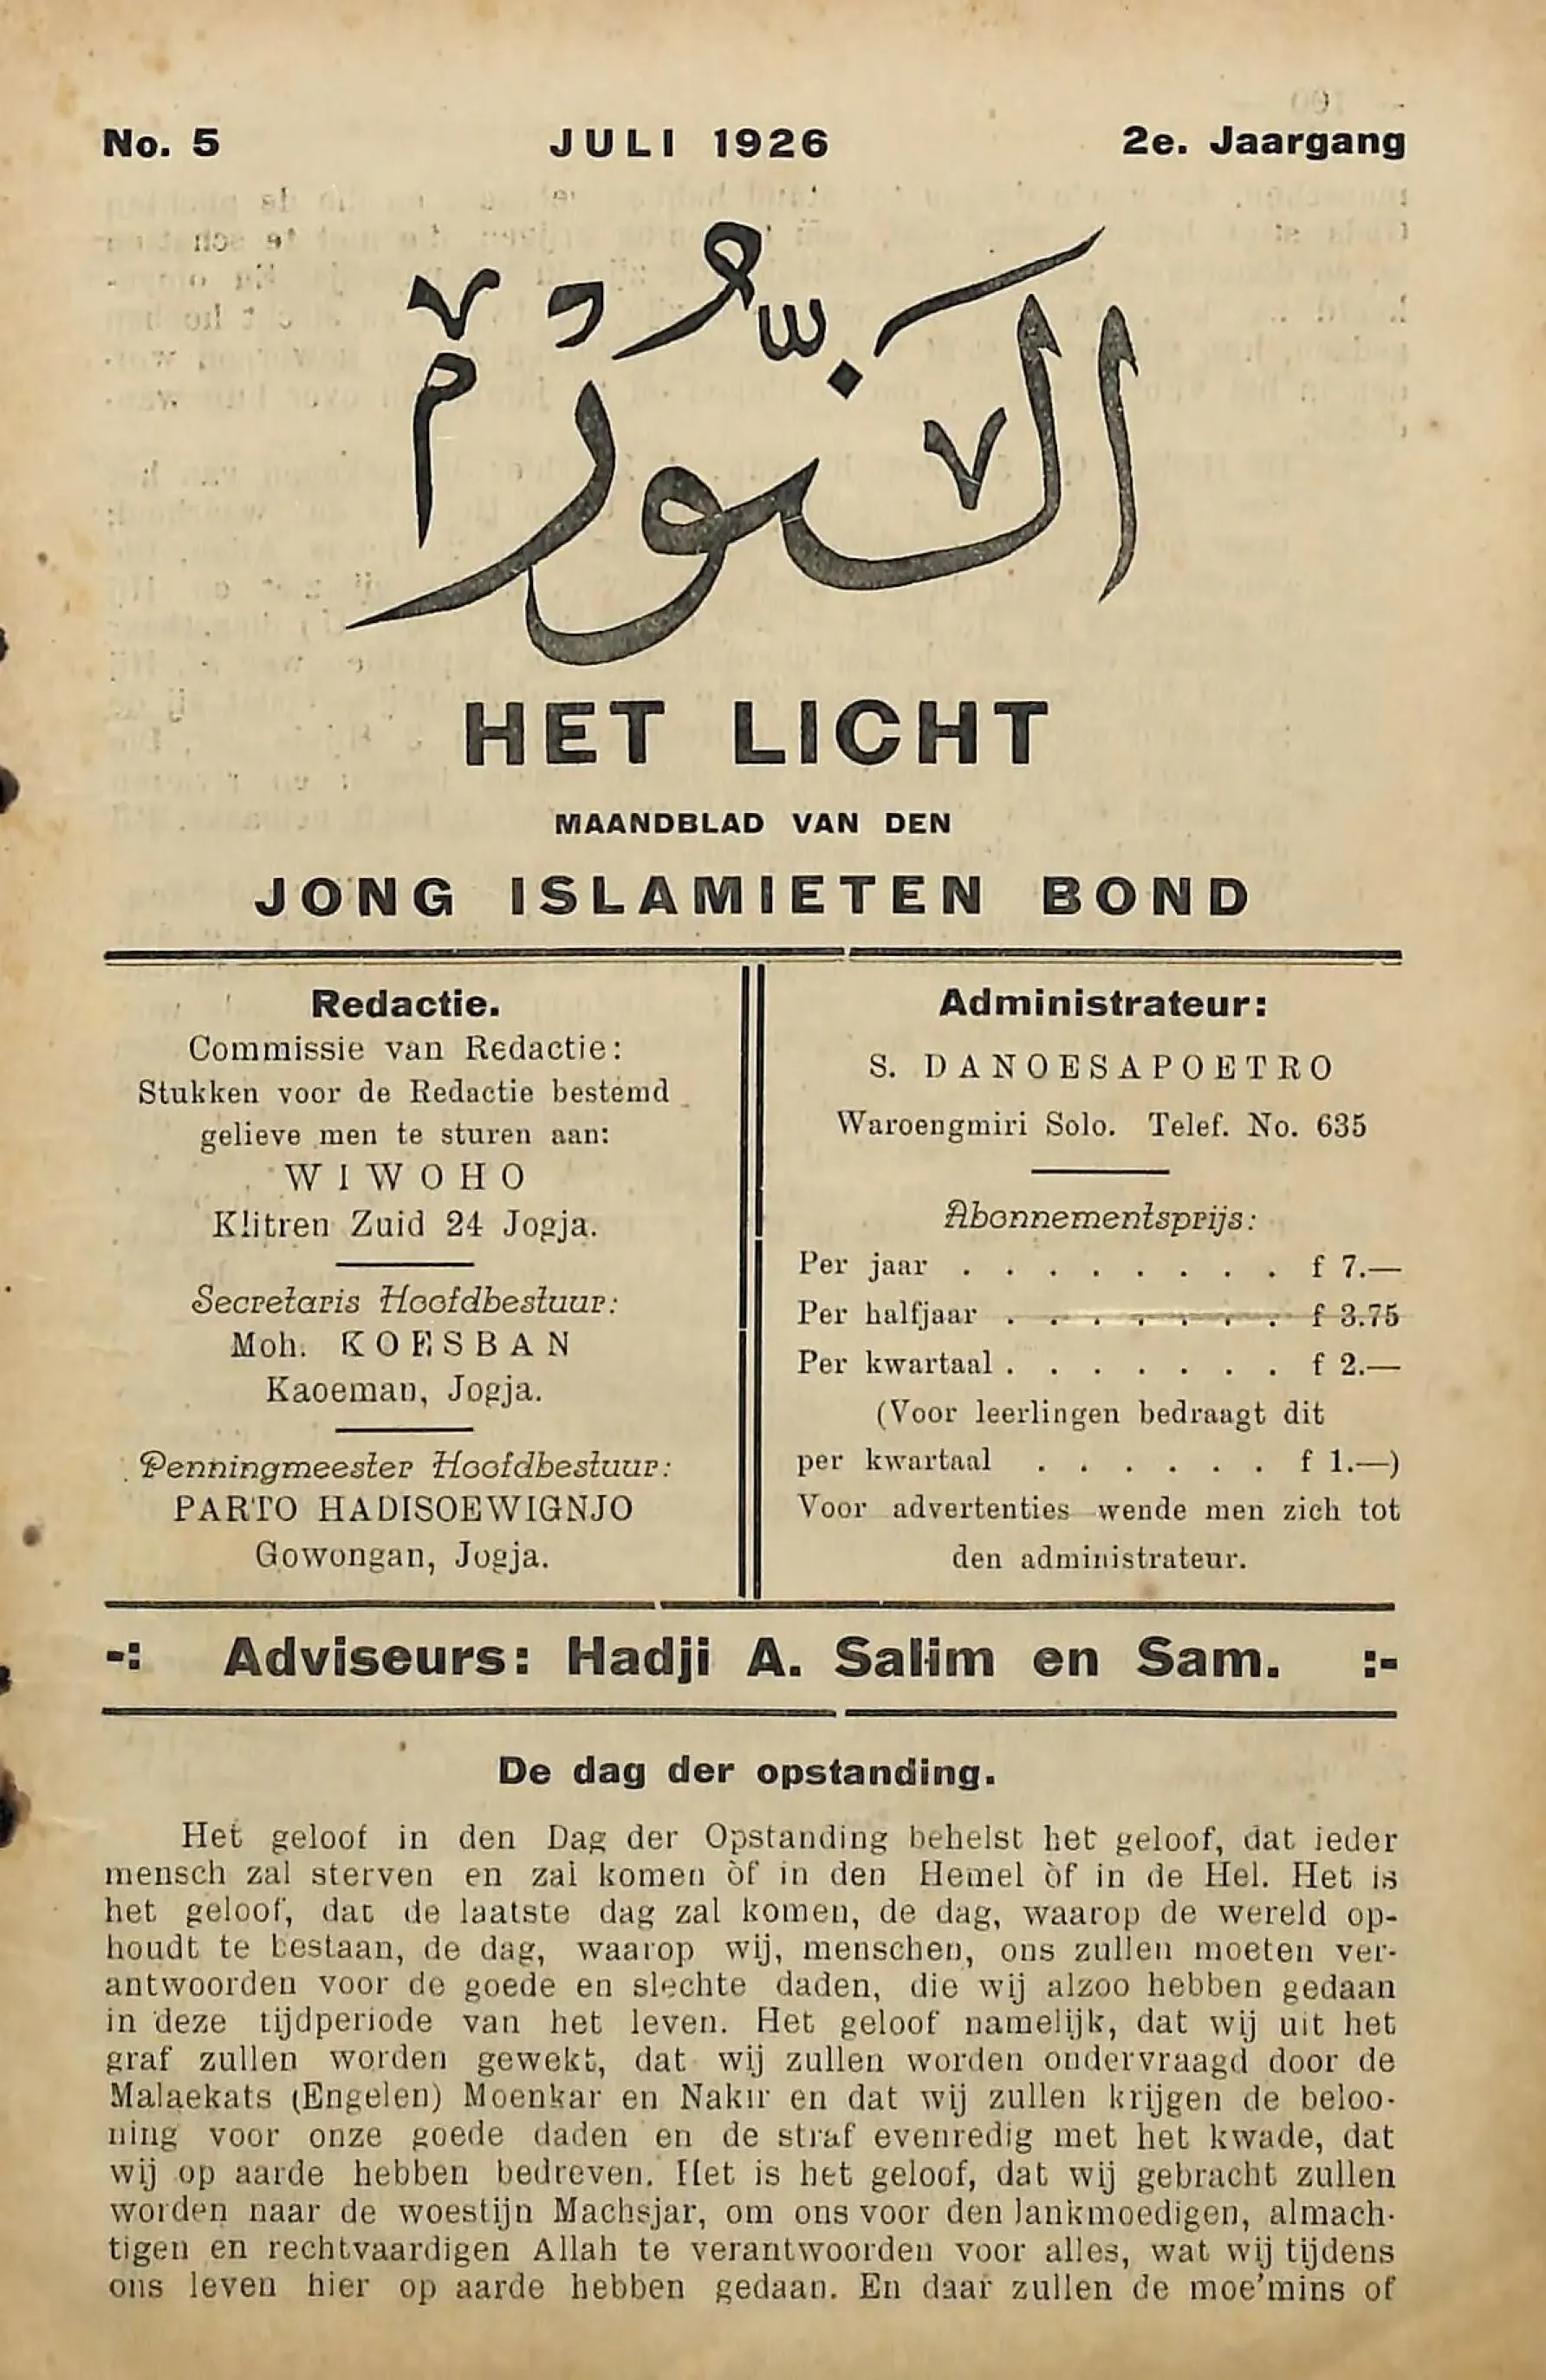 No. 5 JULI 1926 2e. Jaargang
النُّورُ
HET LICHT
MAANDBLAD VAN DEN
JONG ISLAMIETEN BOND
Redactie.
Commissie van Redactie:
Stukken voor de Redactie bestemd
gelieve men te sturen aan:
WIWOHO
Klitren Zuid 24 Jogja.
Secretaris Hoofdbestuur:
Moh. KOESBAN
Kaoeman, Jogja.
Penningmeester Hoofdbestuur:
PARTO HADISOEWIGNJO
Gowongan, Jogja.
Administrateur:
S. DANOESAPOETRO
Waroengmiri Solo. Telef. No. 635
Abonnementsprijs:
Per jaar . . . . . . . . f 7.—
Per halfjaar . . . . . . . f 3.75
Per kwartaal . . . . . . . f 2.—
(Voor leerlingen bedraagt dit
per kwartaal . . . . . . f 1.—)
Voor advertenties wende men zich tot
den administrateur.
-: Adviseurs: Hadji A. Salim en Sam. :-
De dag der opstanding.
Het geloof in den Dag der Opstanding behelst het geloof, dat ieder
mensch zal sterven en zal komen òf in den Hemel òf in de Hel. Het is
het geloof, dat de laatste dag zal komen, de dag, waarop de wereld op-
houdt te bestaan, de dag, waarop wij, menschen, ons zullen moeten ver-
antwoorden voor de goede en slechte daden, die wij alzoo hebben gedaan
in deze tijdperiode van het leven. Het geloof namelijk, dat wij uit het
graf zullen worden gewekt, dat wij zullen worden ondervraagd door de
Malaekats (Engelen) Moenkar en Nakir en dat wij zullen krijgen de beloo-
ning voor onze goede daden en de straf evenredig met het kwade, dat
wij op aarde hebben bedreven. Het is het geloof, dat wij gebracht zullen
worden naar de woestijn Machsjar, om ons voor den lankmoedigen, almach-
tigen en rechtvaardigen Allah te verantwoorden voor alles, wat wij tijdens
ons leven hier op aarde hebben gedaan. En daar zullen de moe'mins of